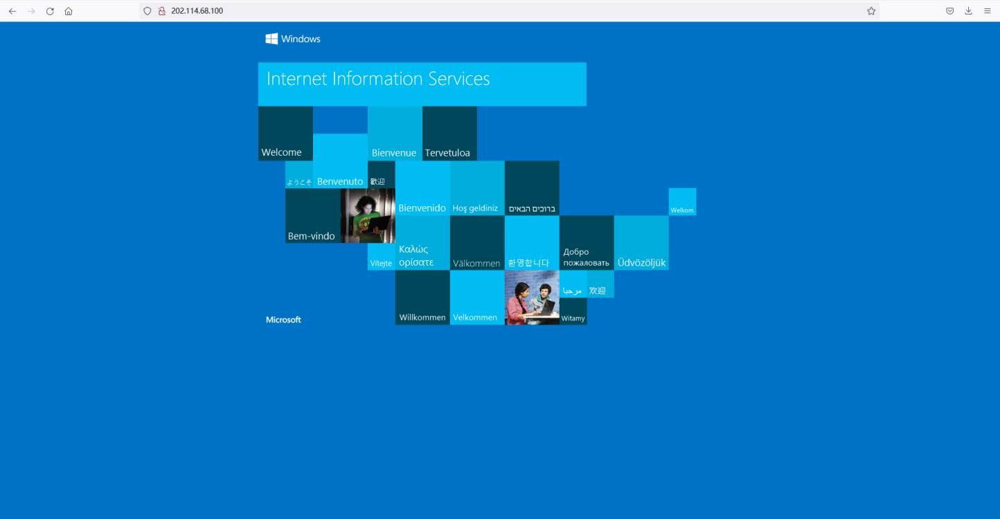 202.114.68.100
Windows
Internet Information Services
Welcome
Bienvenue
Tervetuloa
ようこそ
Benvenuto
歡迎
Bienvenido
Hoş geldiniz
ברוכים הבאים
Welkom
Bem-vindo
Vítejte
Καλώς
ορίσατε
Välkommen
환영합니다
Добро
пожаловать
Üdvözöljük
مرحبا
欢迎
Microsoft
Willkommen
Velkommen
Witamy